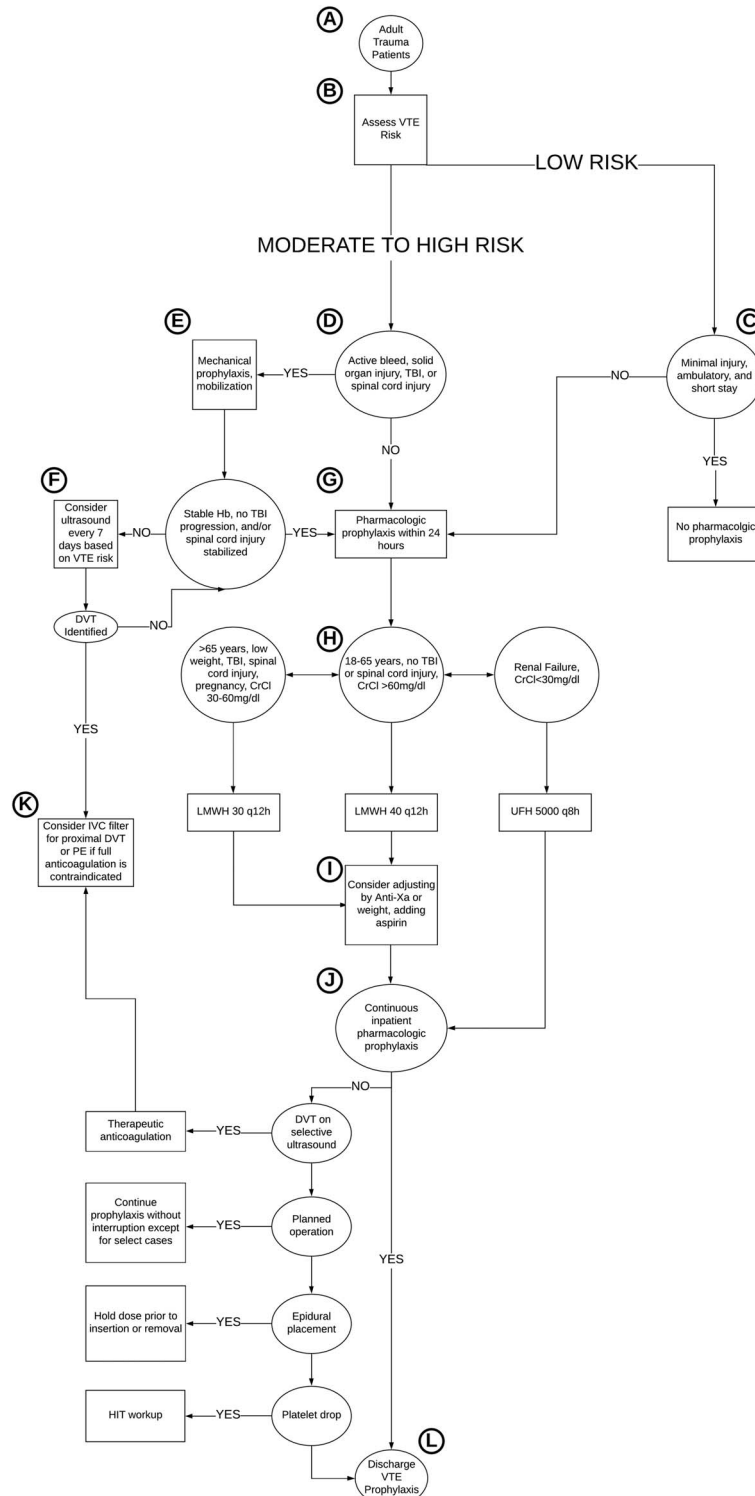 A
Adult
Trauma
Patients
B
Assess VTE
Risk
LOW RISK
MODERATE TO HIGH RISK
C
Minimal injury,
ambulatory, and
short stay
NO
YES
No pharmacolgic
prophylaxis
D
Active bleed, solid
organ injury, TBI, or
spinal cord injury
YES
NO
E
Mechanical
prophylaxis,
mobilization
Stable Hb, no TBI
progression, and/or
spinal cord injury
stabilized
NO
YES
F
Consider
ultrasound
every 7
days based
on VTE risk
DVT
Identified
NO
YES
G
Pharmacologic
prophylaxis within 24
hours
H
>65 years, low
weight, TBI, spinal
cord injury,
pregnancy, CrCl
30-60mg/dl
18-65 years, no TBI
or spinal cord injury,
CrCl >60mg/dl
Renal Failure,
CrCl<30mg/dl
LMWH 30 q12h
LMWH 40 q12h
UFH 5000 q8h
K
Consider IVC filter
for proximal DVT
or PE if full
anticoagulation is
contraindicated
I
Consider adjusting
by Anti-Xa or
weight, adding
aspirin
J
Continuous
inpatient
pharmacologic
prophylaxis
NO
YES
DVT on
selective
ultrasound
YES
Therapeutic
anticoagulation
Planned
operation
YES
Continue
prophylaxis without
interruption except
for select cases
Epidural
placement
YES
Hold dose prior to
insertion or removal
Platelet drop
YES
HIT workup
L
Discharge
VTE
Prophylaxis